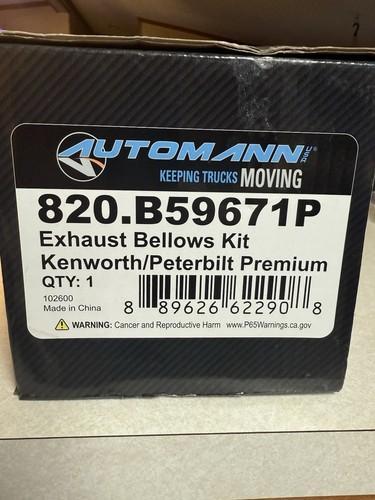 AUTOMANN USA®
KEEPING TRUCKS MOVING
820.B59671P
Exhaust Bellows Kit
Kenworth/Peterbilt Premium
QTY: 1
102600
Made in China
8 89626 62290 8
WARNING: Cancer and Reproductive Harm www.P65Warnings.ca.gov